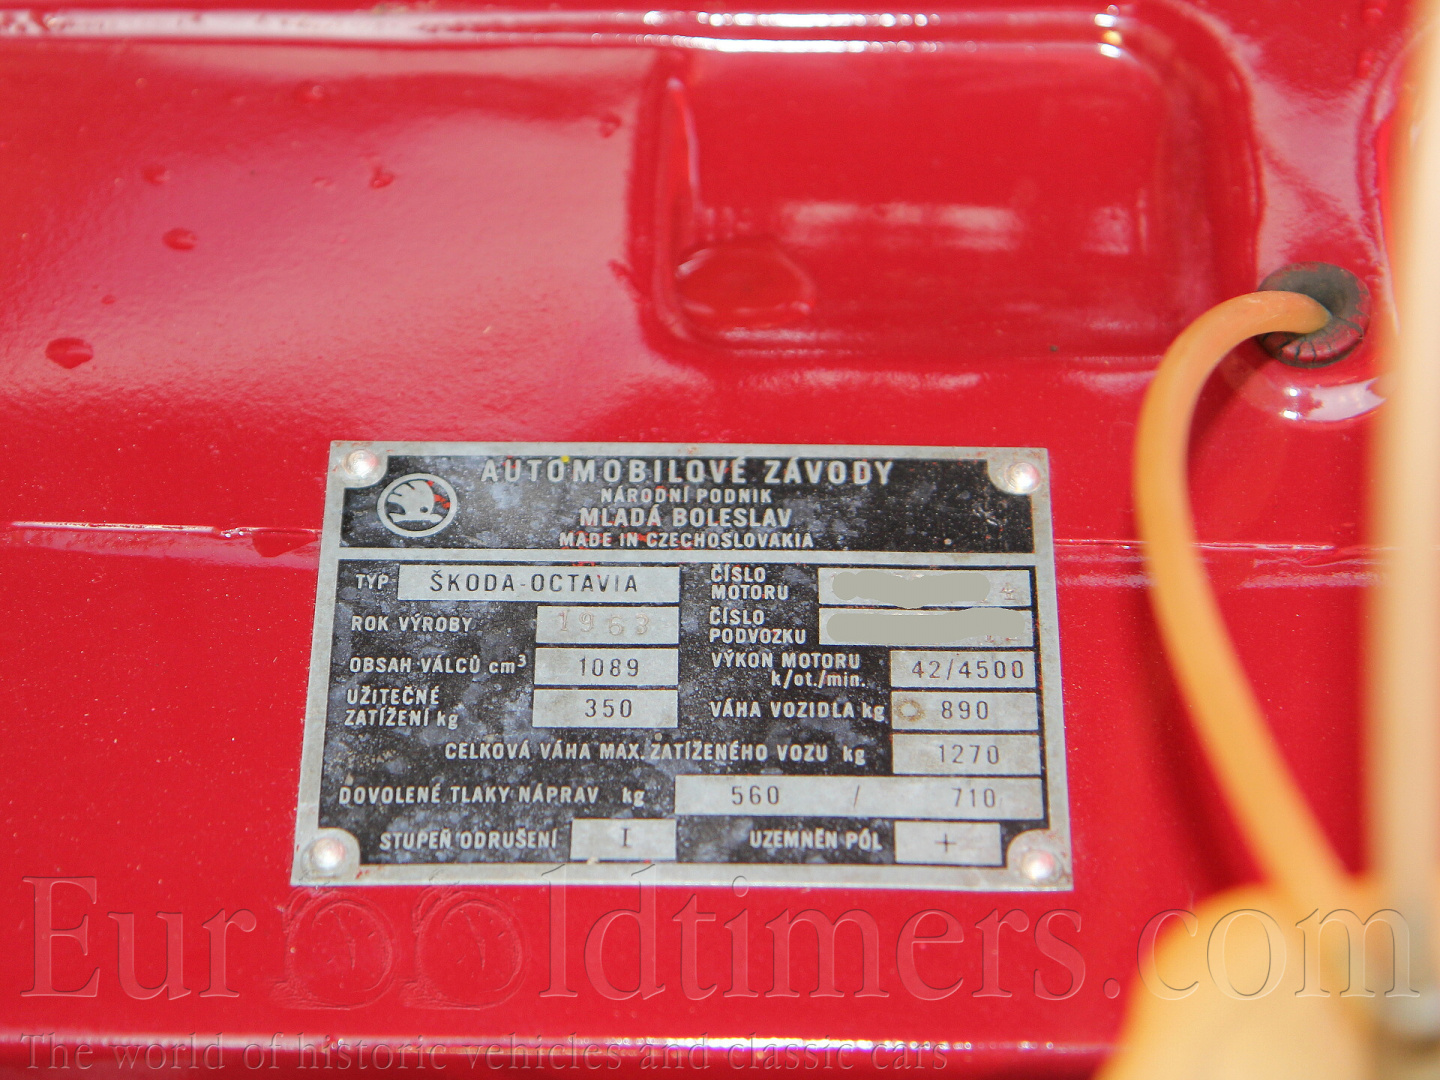 AUTOMOBILOVÉ ZÁVODY
NÁRODNÍ PODNIK
MLADÁ BOLESLAV
MADE IN CZECHOSLOVAKIA
TYP ŠKODA-OCTAVIA
ČÍSLO MOTORU
ROK VÝROBY 1963
ČÍSLO PODVOZKU
OBSAH VÁLCŮ cm³ 1089
VÝKON MOTORU k/ot./min. 42/4500
UŽITEČNÉ ZATÍŽENÍ kg 350
VÁHA VOZIDLA kg 890
CELKOVÁ VÁHA MAX. ZATÍŽENÉHO VOZU kg 1270
DOVOLENÉ TLAKY NÁPRAV kg 560 / 710
STUPEŇ ODRUŠENÍ I UZEMNĚN PÓL +
EurOOldtimers.com
The world of historic vehicles and classic cars